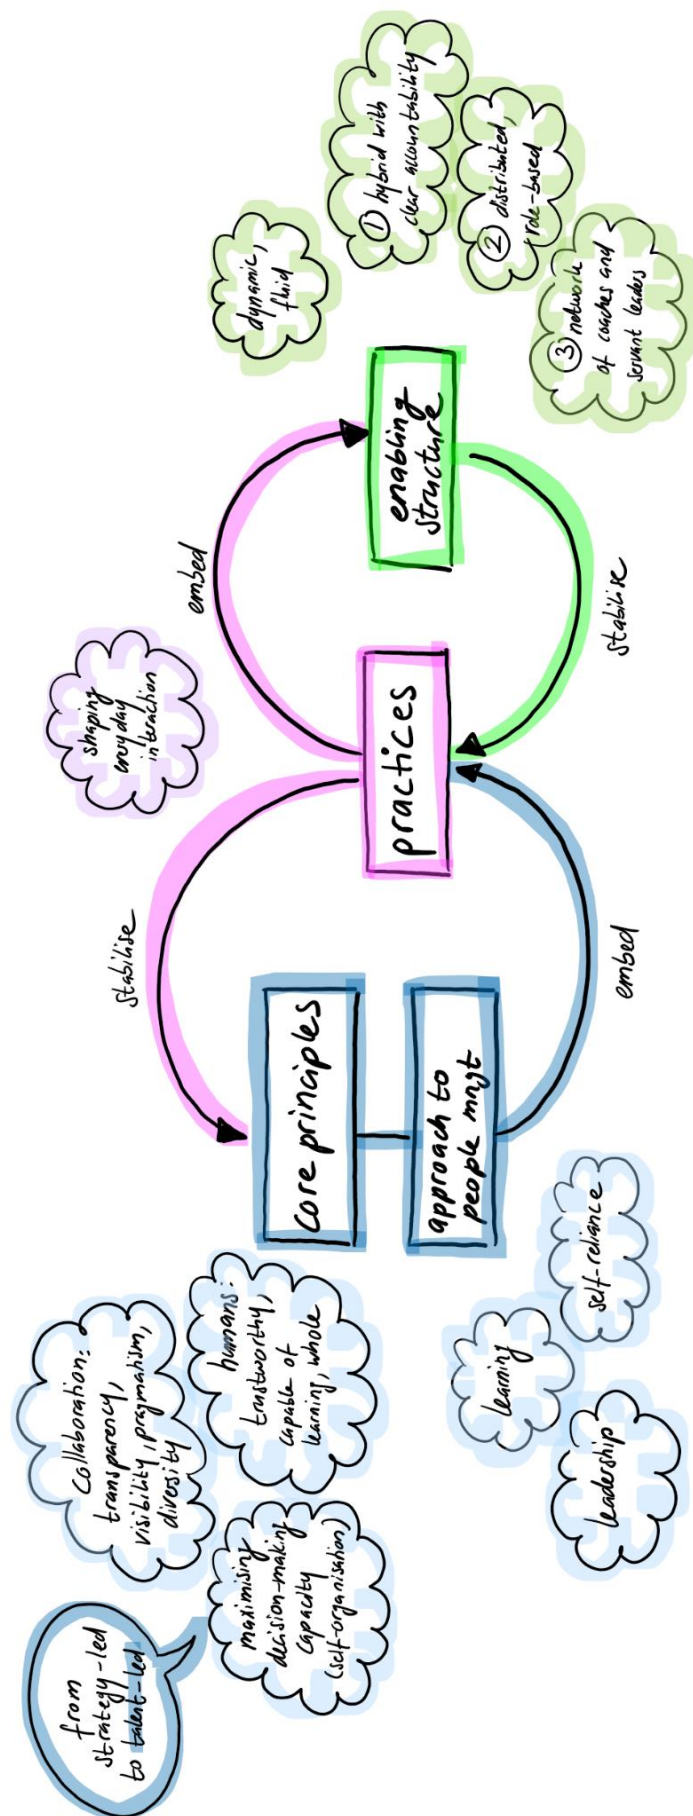 from
strategy-led
to talent-led
collaboration:
transparency,
visibility, pragmatism,
diversity
maximising
decision-making
capacity
(self-organisation)
humans:
trustworthy,
capable of
learning, whole
core principles
approach to
people mngt
learning
leadership
self-reliance
stabilise
embed
shaping
everyday
interaction
practices
embed
stabilise
enabling
structure
dynamic,
fluid
① hybrid with
clear accountability
② distributed,
role-based
③ network
of coaches and
servant leaders